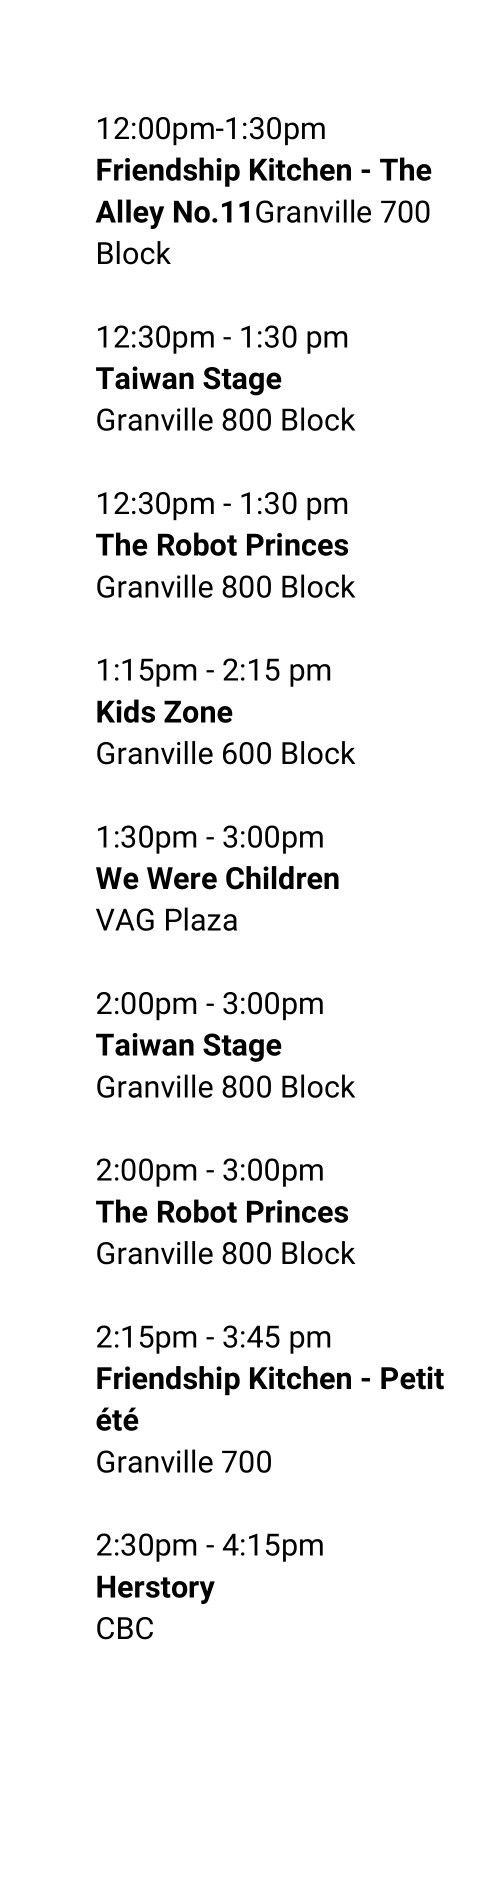 12:00pm-1:30pm
Friendship Kitchen - The
Alley No.11Granville 700
Block
12:30pm - 1:30 pm
Taiwan Stage
Granville 800 Block
12:30pm - 1:30 pm
The Robot Princes
Granville 800 Block
1:15pm - 2:15 pm
Kids Zone
Granville 600 Block
1:30pm - 3:00pm
We Were Children
VAG Plaza
2:00pm - 3:00pm
Taiwan Stage
Granville 800 Block
2:00pm - 3:00pm
The Robot Princes
Granville 800 Block
2:15pm - 3:45 pm
Friendship Kitchen - Petit
été
Granville 700
2:30pm - 4:15pm
Herstory
CBC